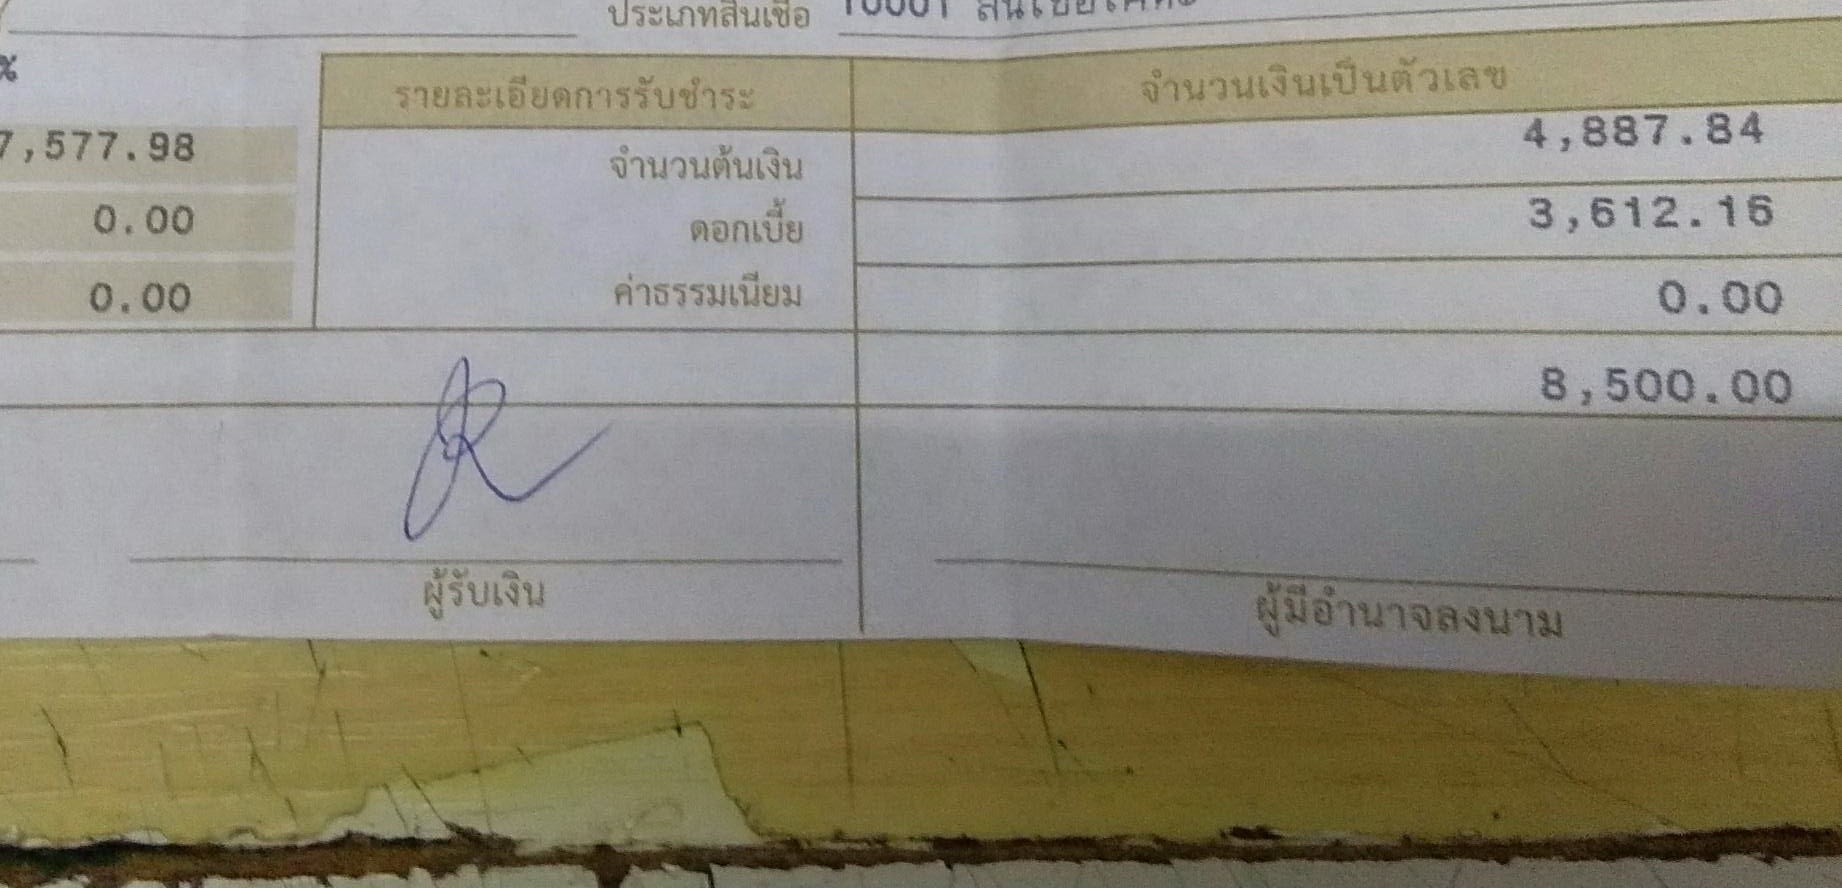 ประเภทสินเชื่อ 10001
%
รายละเอียดการรับชำระ จำนวนเงินเป็นตัวเลข
7,577.98 จำนวนต้นเงิน 4,887.84
0.00 ดอกเบี้ย 3,612.16
0.00 ค่าธรรมเนียม 0.00
8,500.00
ผู้รับเงิน ผู้มีอำนาจลงนาม